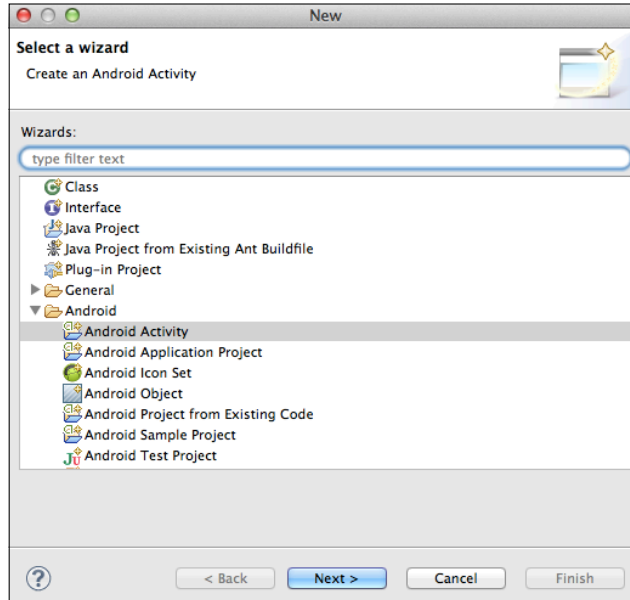 New
Select a wizard
Create an Android Activity
Wizards:
type filter text
Class
Interface
Java Project
Java Project from Existing Ant Buildfile
Plug-in Project
General
Android
Android Activity
Android Application Project
Android Icon Set
Android Object
Android Project from Existing Code
Android Sample Project
Android Test Project
? < Back Next > Cancel Finish